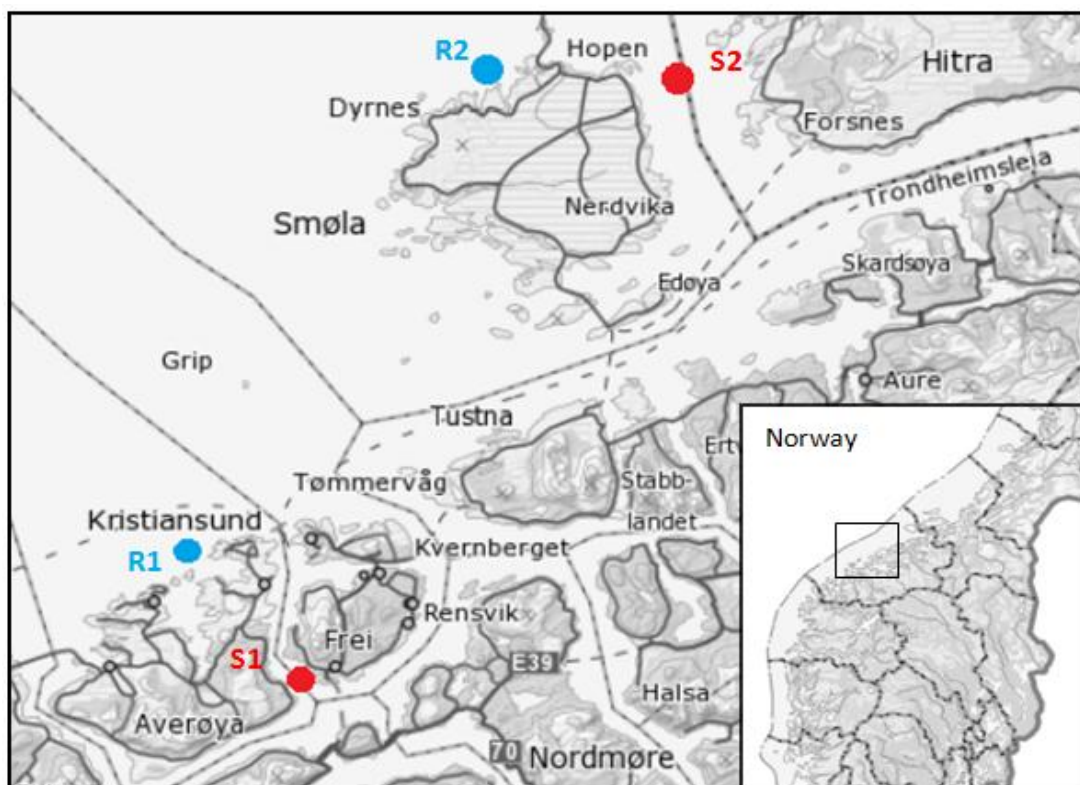 R2
Hopen
S2
Hitra
Dyrnes
Forsnes
Trondheimsleia
Nerdvika
Smøla
Skardsøya
Edøya
Grip
Aure
Tustna
Norway
Ertv
Tømmervåg
Stabb-
landet
Kristiansund
R1
Kvernberget
Rensvik
Frei
S1
E39
Halsa
Averøya
70
Nordmøre